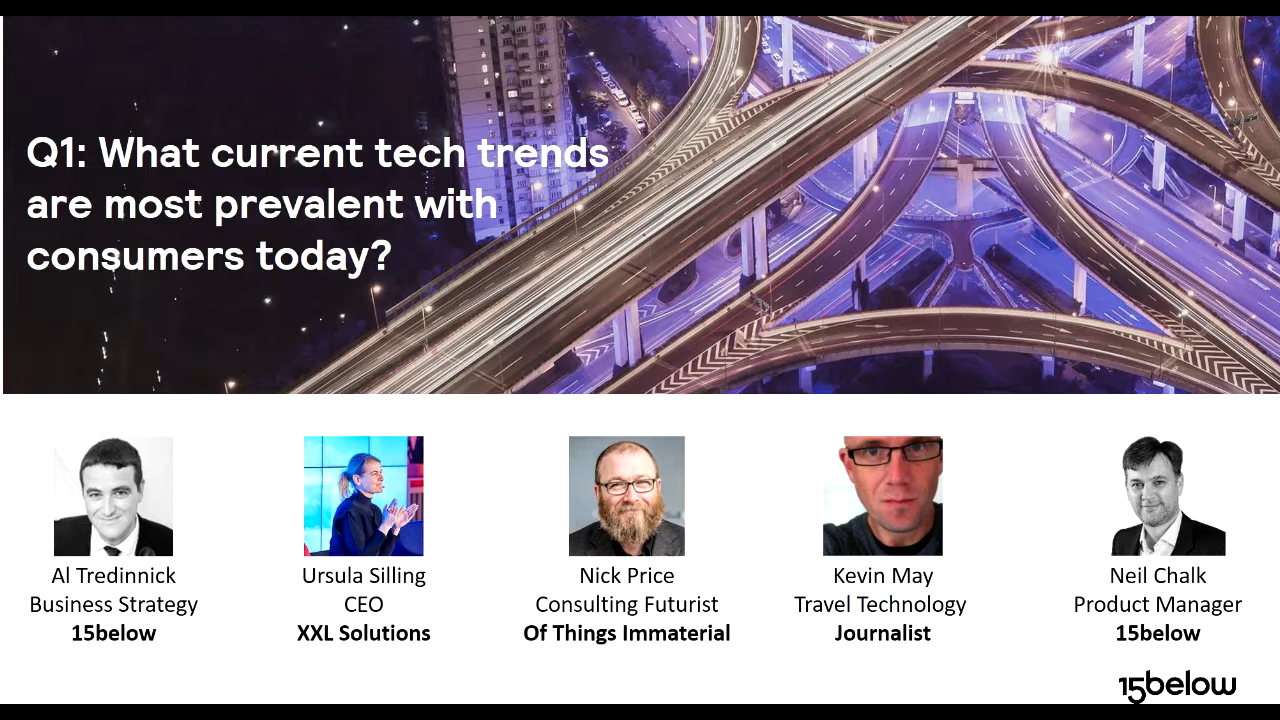 Q1: What current tech trends
are most prevalent with
consumers today?
Al Tredinnick
Business Strategy
15below
Ursula Silling
CEO
XXL Solutions
Nick Price
Consulting Futurist
Of Things Immaterial
Kevin May
Travel Technology
Journalist
Neil Chalk
Product Manager
15below
15below